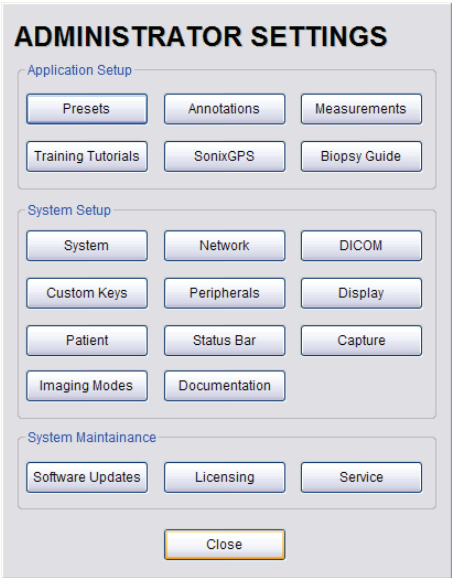 ADMINISTRATOR SETTINGS
Application Setup
Presets Annotations Measurements
Training Tutorials SonixGPS Biopsy Guide
System Setup
System Network DICOM
Custom Keys Peripherals Display
Patient Status Bar Capture
Imaging Modes Documentation
System Maintainance
Software Updates Licensing Service
Close